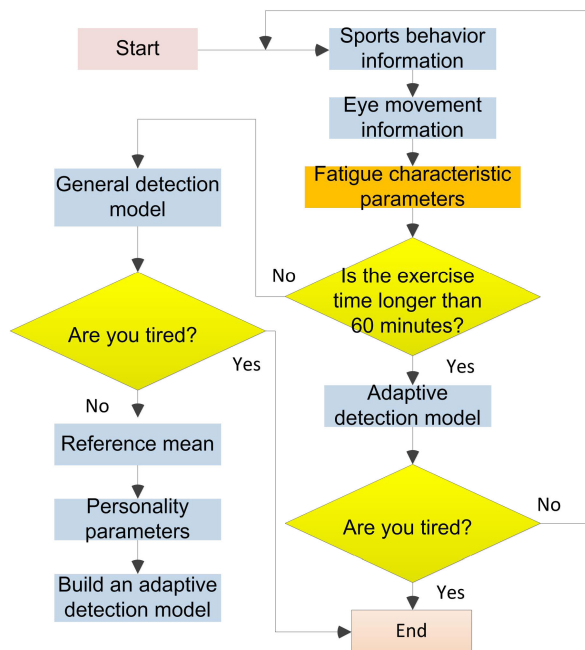 Start
Sports behavior
information
Eye movement
information
Fatigue characteristic
parameters
Is the exercise
time longer than
60 minutes?
No
General detection
model
Are you tired?
Yes
No
Reference mean
Personality
parameters
Build an adaptive
detection model
Yes
Adaptive
detection model
Are you tired?
No
Yes
End